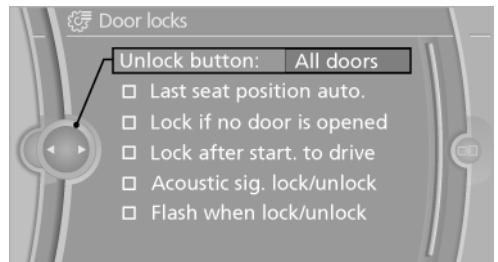 Door locks
Unlock button: All doors
Last seat position auto.
Lock if no door is opened
Lock after start. to drive
Acoustic sig. lock/unlock
Flash when lock/unlock